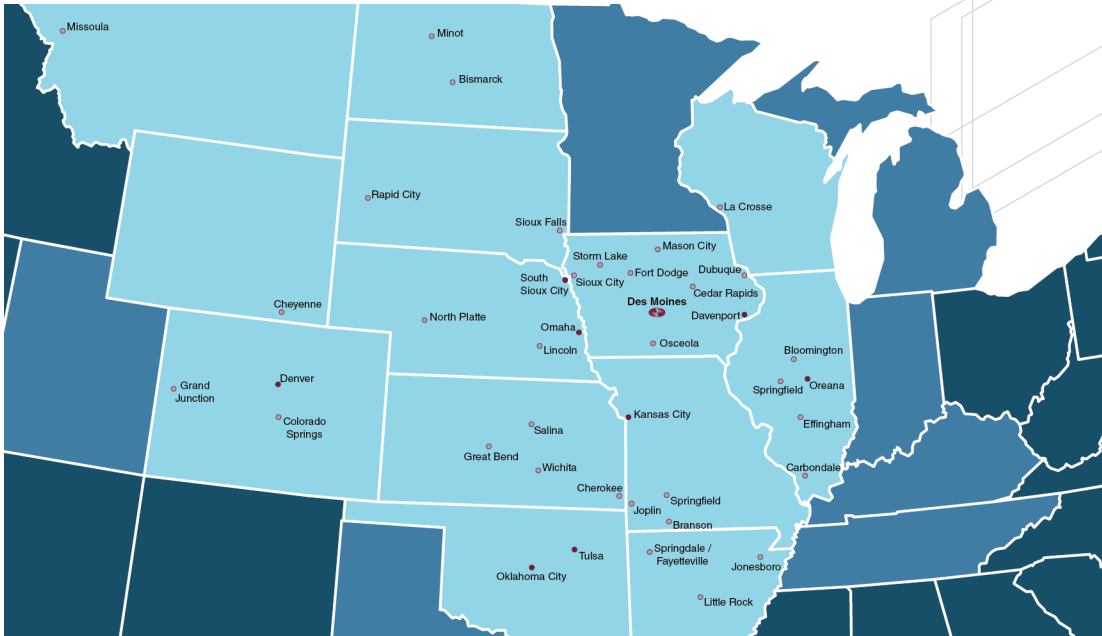 Missoula
Minot
Bismarck
Rapid City
La Crosse
Sioux Falls
Mason City
Storm Lake
Fort Dodge
Dubuque
South
Sioux City
Sioux City
Cedar Rapids
Des Moines
Cheyenne
Davenport
North Platte
Omaha
Osceola
Lincoln
Bloomington
Denver
Grand
Junction
Springfield
Oreana
Kansas City
Colorado
Springs
Effingham
Salina
Great Bend
Wichita
Carbondale
Cherokee
Springfield
Joplin
Branson
Springdale /
Fayetteville
Tulsa
Jonesboro
Oklahoma City
Little Rock